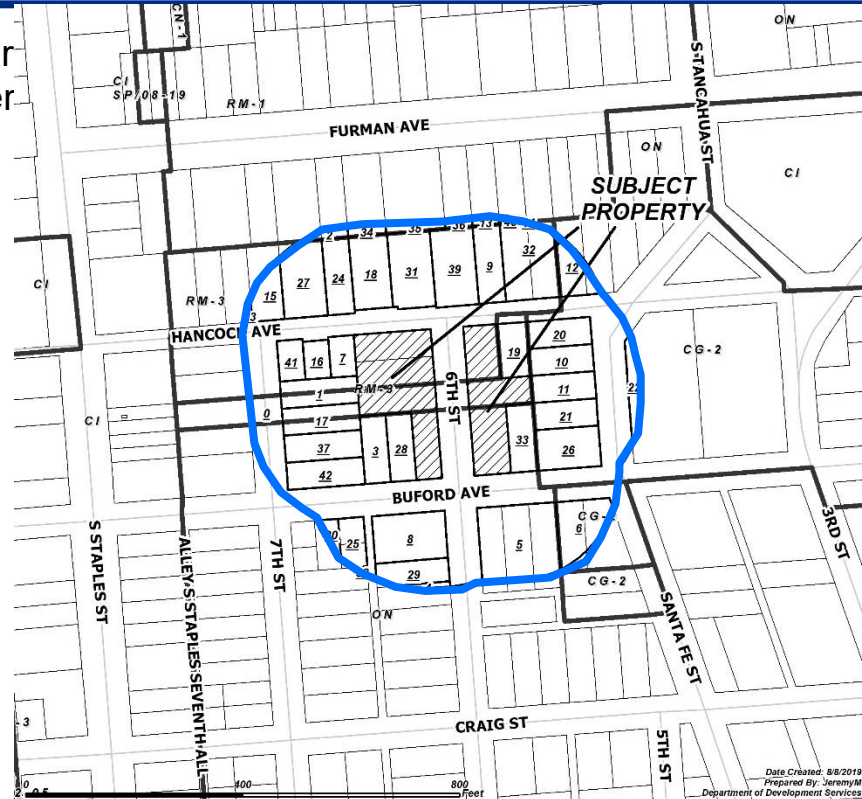 r
er
CN-1
ON
CI
SP/08-19
RM-1
S TANCAHUA ST
FURMAN AVE
ON
CI
SUBJECT
PROPERTY
2 34 35 36 13
32
CI
RM-3
15 27 24 18 31 39 9 12
3
HANCOCK AVE
41 16 7 19 20
CG-2
10
1 RM-3 6TH ST 11 22
CI
0
17 21
37 3 28 33 26
42
BUFORD AVE
CG-
6
25 8 5
29
CG-2
ON
S STAPLES ST
ALLEY S STAPLES SEVENTH ALL
7TH ST
SANTA FE ST
3RD ST
-3
CRAIG ST
5TH ST
400 800
Feet
Date Created: 8/8/2019
Prepared By: JeremyM
Department of Development Services